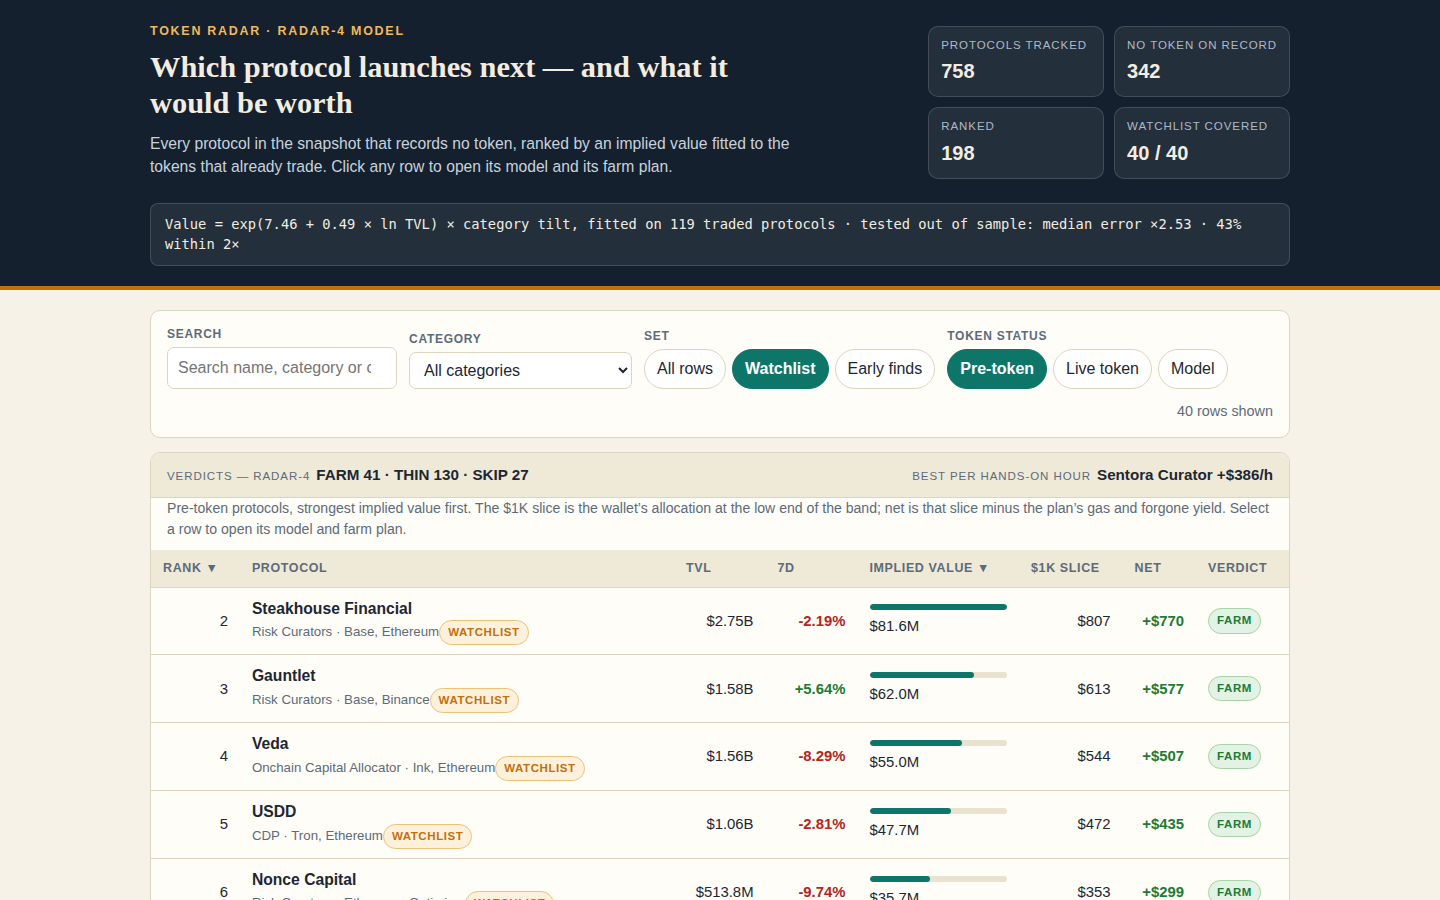 TOKEN RADAR · RADAR-4 MODEL
Which protocol launches next — and what it
would be worth
Every protocol in the snapshot that records no token, ranked by an implied value fitted to the
tokens that already trade. Click any row to open its model and its farm plan.
PROTOCOLS TRACKED
758
NO TOKEN ON RECORD
342
RANKED
198
WATCHLIST COVERED
40 / 40
Value = exp(7.46 + 0.49 × ln TVL) × category tilt, fitted on 119 traded protocols · tested out of sample: median error ×2.53 · 43%
within 2×
SEARCH
Search name, category or c
CATEGORY
All categories
SET
All rows Watchlist Early finds
TOKEN STATUS
Pre-token Live token Model
40 rows shown
VERDICTS — RADAR-4 FARM 41 · THIN 130 · SKIP 27
BEST PER HANDS-ON HOUR Sentora Curator +$386/h
Pre-token protocols, strongest implied value first. The $1K slice is the wallet's allocation at the low end of the band; net is that slice minus the plan's gas and forgone yield. Select
a row to open its model and farm plan.
RANK ▼ PROTOCOL TVL 7D IMPLIED VALUE ▼ $1K SLICE NET VERDICT
2 Steakhouse Financial $2.75B -2.19% $81.6M $807 +$770 FARM
Risk Curators · Base, Ethereum WATCHLIST
3 Gauntlet $1.58B +5.64% $62.0M $613 +$577 FARM
Risk Curators · Base, Binance WATCHLIST
4 Veda $1.56B -8.29% $55.0M $544 +$507 FARM
Onchain Capital Allocator · Ink, Ethereum WATCHLIST
5 USDD $1.06B -2.81% $47.7M $472 +$435 FARM
CDP · Tron, Ethereum WATCHLIST
6 Nonce Capital $513.8M -9.74% $35.7M $353 +$299 FARM